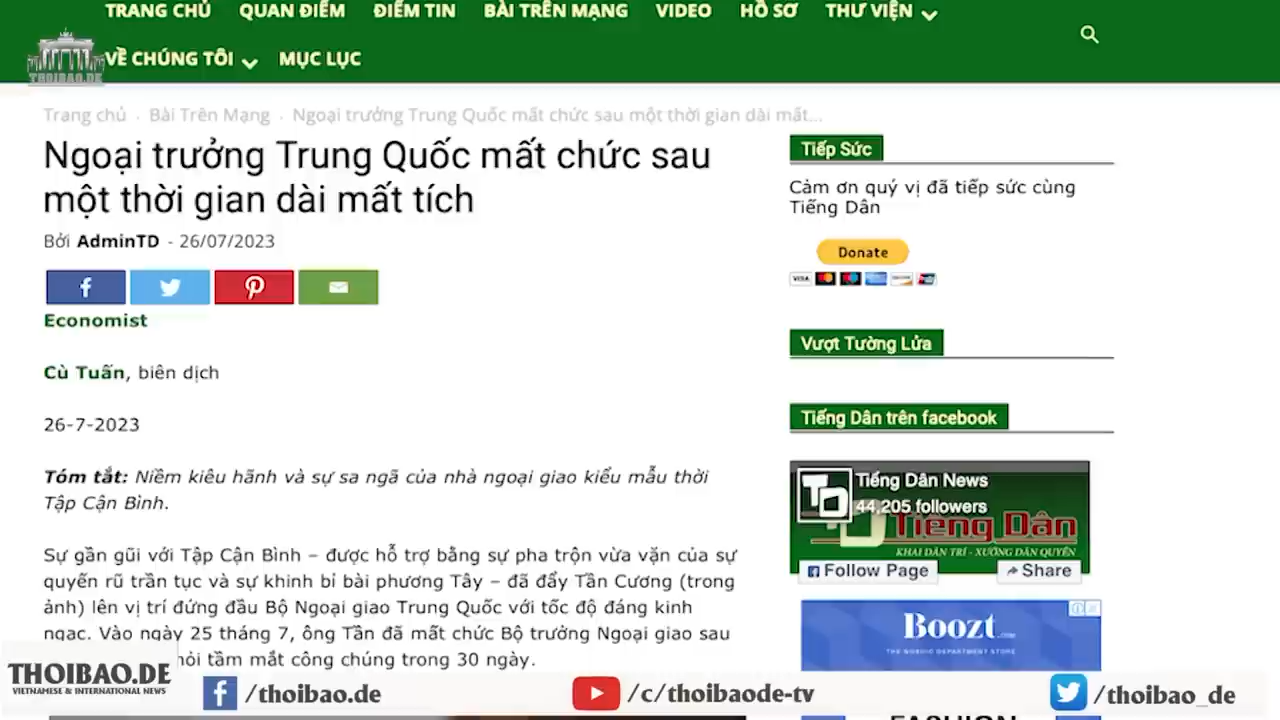 TRANG CHỦ QUAN ĐIỂM ĐIỂM TIN BÀI TRÊN MẠNG VIDEO HỒ SƠ THƯ VIỆN
VỀ CHÚNG TÔI MỤC LỤC
THOIBAO.DE
Trang chủ Bài Trên Mạng Ngoại trưởng Trung Quốc mất chức sau một thời gian dài mất...
Ngoại trưởng Trung Quốc mất chức sau
một thời gian dài mất tích
Bởi AdminTD - 26/07/2023
Economist
Cù Tuấn, biên dịch
26-7-2023
Tóm tắt: Niềm kiêu hãnh và sự sa ngã của nhà ngoại giao kiểu mẫu thời
Tập Cận Bình.
Sự gần gũi với Tập Cận Bình – được hỗ trợ bằng sự pha trộn vừa vặn của sự
quyến rũ trần tục và sự khinh bỉ bài phương Tây – đã đẩy Tần Cương (trong
ảnh) lên vị trí đứng đầu Bộ Ngoại giao Trung Quốc với tốc độ đáng kinh
ngạc. Vào ngày 25 tháng 7, ông Tần đã mất chức Bộ trưởng Ngoại giao sau
tầm mắt công chúng trong 30 ngày.
Tiếp Sức
Cảm ơn quý vị đã tiếp sức cùng
Tiếng Dân
Donate
VISA
Vượt Tường Lửa
Tiếng Dân trên facebook
TD
Tiếng Dân News
44,205 followers
Tiếng Dân
KHAI DÂN TRÍ - XƯỚNG DÂN QUYỀN
Follow Page Share
Boozt.com
THE NORDIC DEPARTMENT STORE
FASHION
THOIBAO.DE
VIETNAMESE & INTERNATIONAL NEWS
/thoibao.de
/c/thoibaode-tv
/thoibao_de